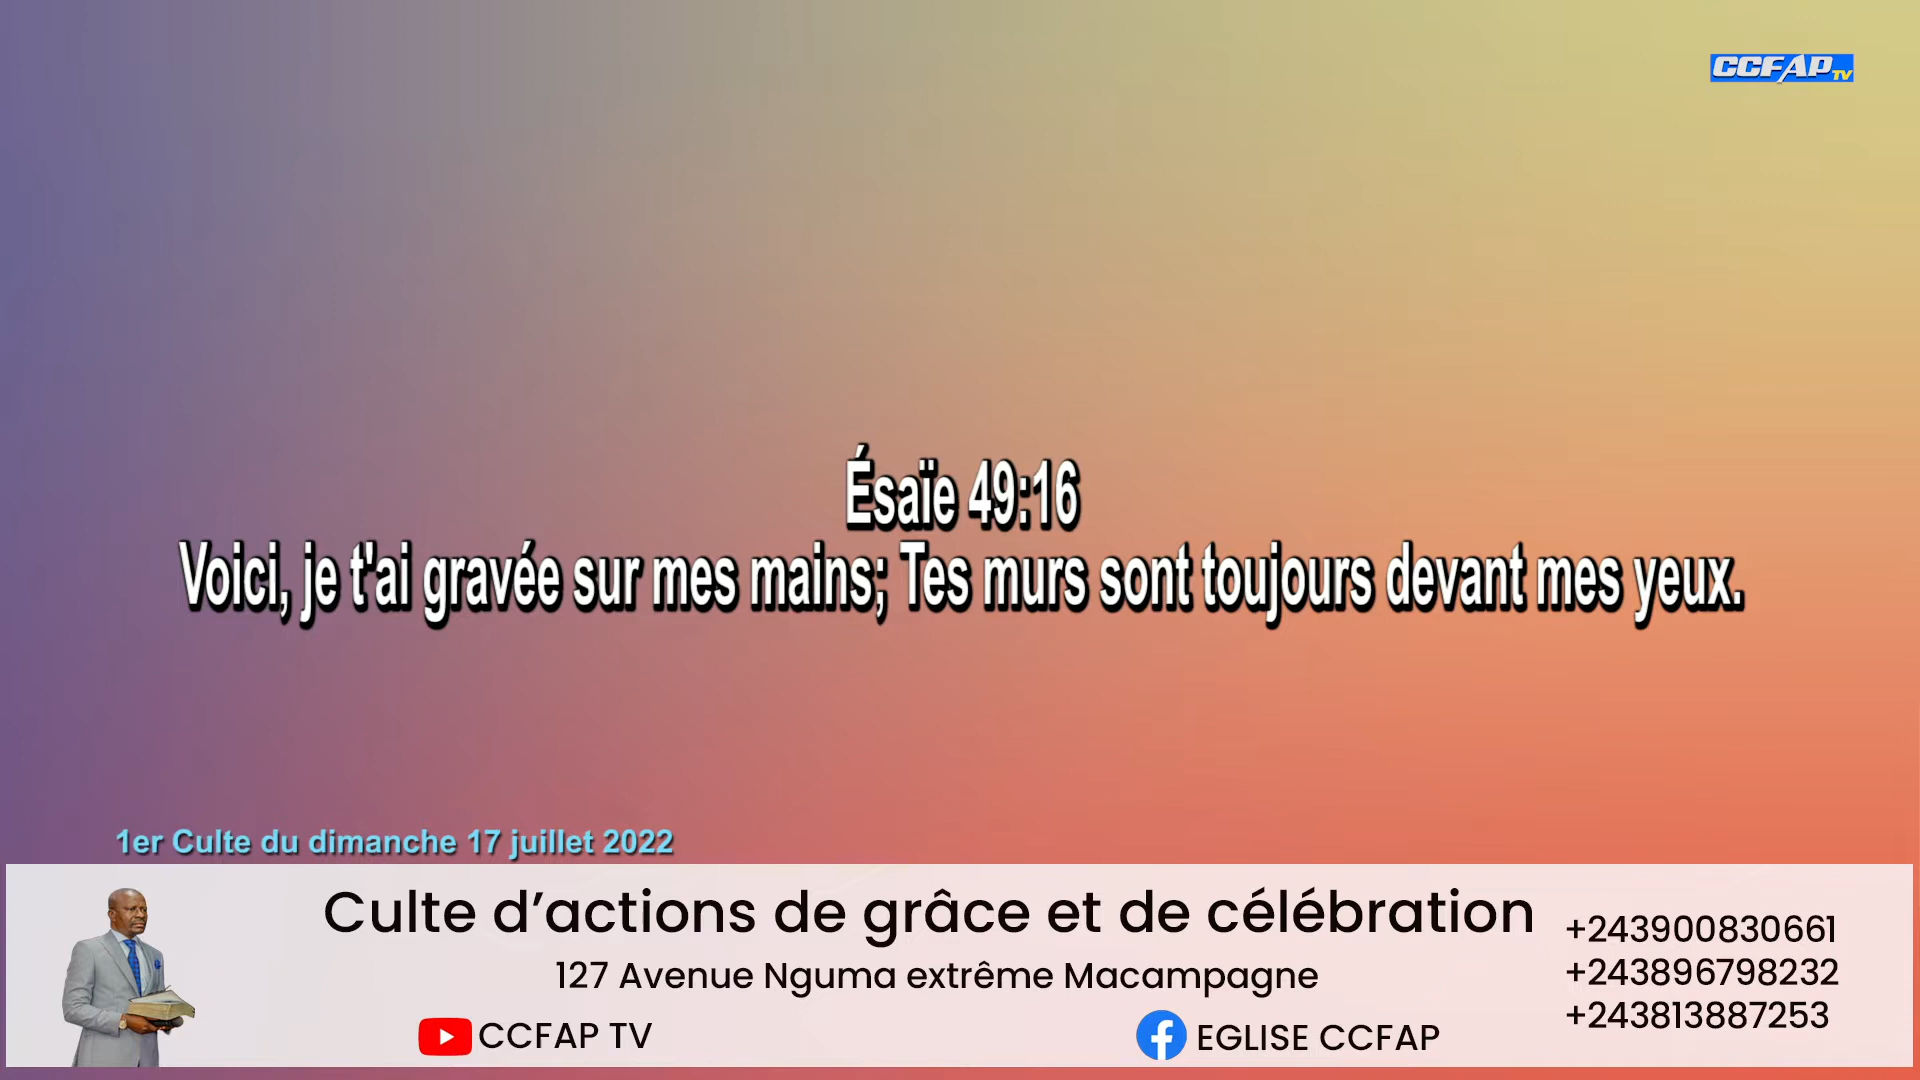 CCFAP TV
Ésaïe 49:16
Voici, je t'ai gravée sur mes mains; Tes murs sont toujours devant mes yeux.
1er Culte du dimanche 17 juillet 2022
Culte d’actions de grâce et de célébration
127 Avenue Nguma extrême Macampagne
CCFAP TV
EGLISE CCFAP
+243900830661
+243896798232
+243813887253